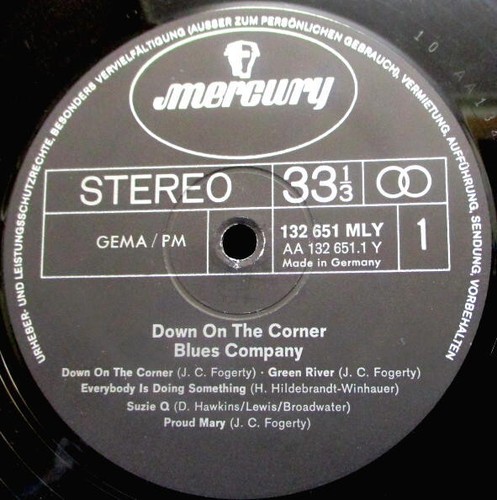 mercury
URHEBER- UND LEISTUNGSSCHUTZRECHTE, BESONDERS VERVIELFÄLTIGUNG (AUSSER ZUM PERSÖNLICHEN GEBRAUCH), VERMIETUNG, AUFFÜHRUNG, SENDUNG, VORBEHALTEN
STEREO
33 1/3
GEMA / PM
132 651 MLY
AA 132 651.1 Y
Made in Germany
1
Down On The Corner
Blues Company
Down On The Corner (J. C. Fogerty) · Green River (J. C. Fogerty)
Everybody Is Doing Something (H. Hildebrandt-Winhauer)
Suzie Q (D. Hawkins/Lewis/Broadwater)
Proud Mary (J. C. Fogerty)